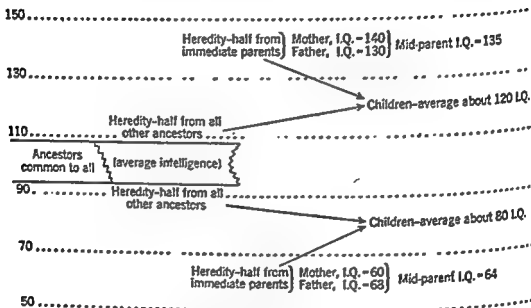 150
Heredity-half from immediate parents } Mother, I.Q.-140 Father, I.Q.-130 } Mid-parent I.Q.-135
130
Children-average about 120 I.Q.
Heredity-half from all
110
other ancestors
Ancestors common to all
(average intelligence)
90
Heredity-half from all
other ancestors
Children-average about 80 I.Q.
70
Heredity-half from immediate parents } Mother, I.Q.-60 Father, I.Q.-68 } Mid-parent I.Q.-64
50